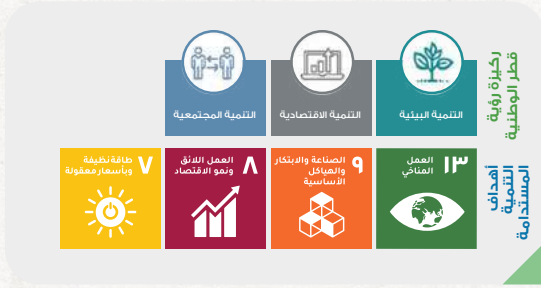 ركيزة رؤية
قطر الوطنية
التنمية البيئية
التنمية الاقتصادية
التنمية المجتمعية
أهداف
التنمية
المستدامة
١٣ العمل
المناخي
٩ الصناعة والابتكار
والهياكل
الأساسية
٨ العمل اللائق
ونمو الاقتصاد
٧ طاقة نظيفة
وبأسعار معقولة